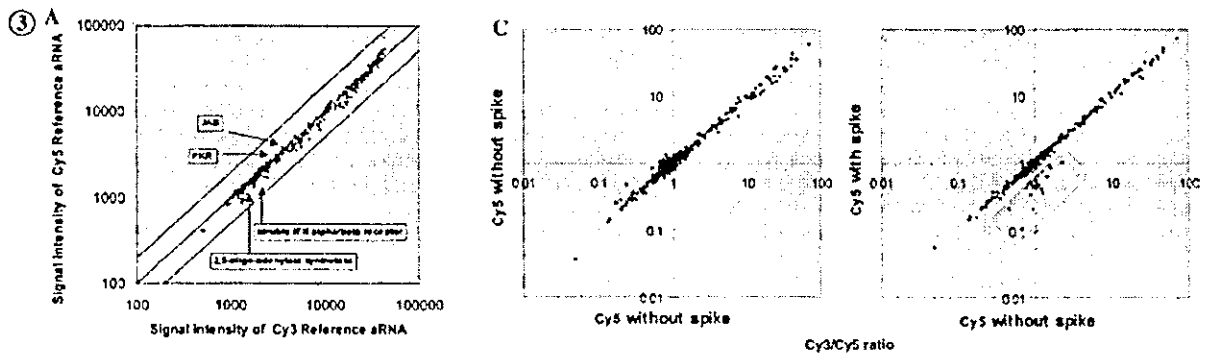 ③ A
100000
10000
1000
100
100
1000
10000
100000
Signal Intensity of Cy5 Reference aRNA
Signal Intensity of Cy3 Reference aRNA
PKR
2,5-oligoadenylate synthetase
C
100
10
0.1
0.01
0.01
0.1
1
10
100
Cy5 without spike
Cy5 without spike
100
10
0.1
0.01
0.01
0.1
1
10
100
Cy5 with spike
Cy5 without spike
Cy3/Cy5 ratio